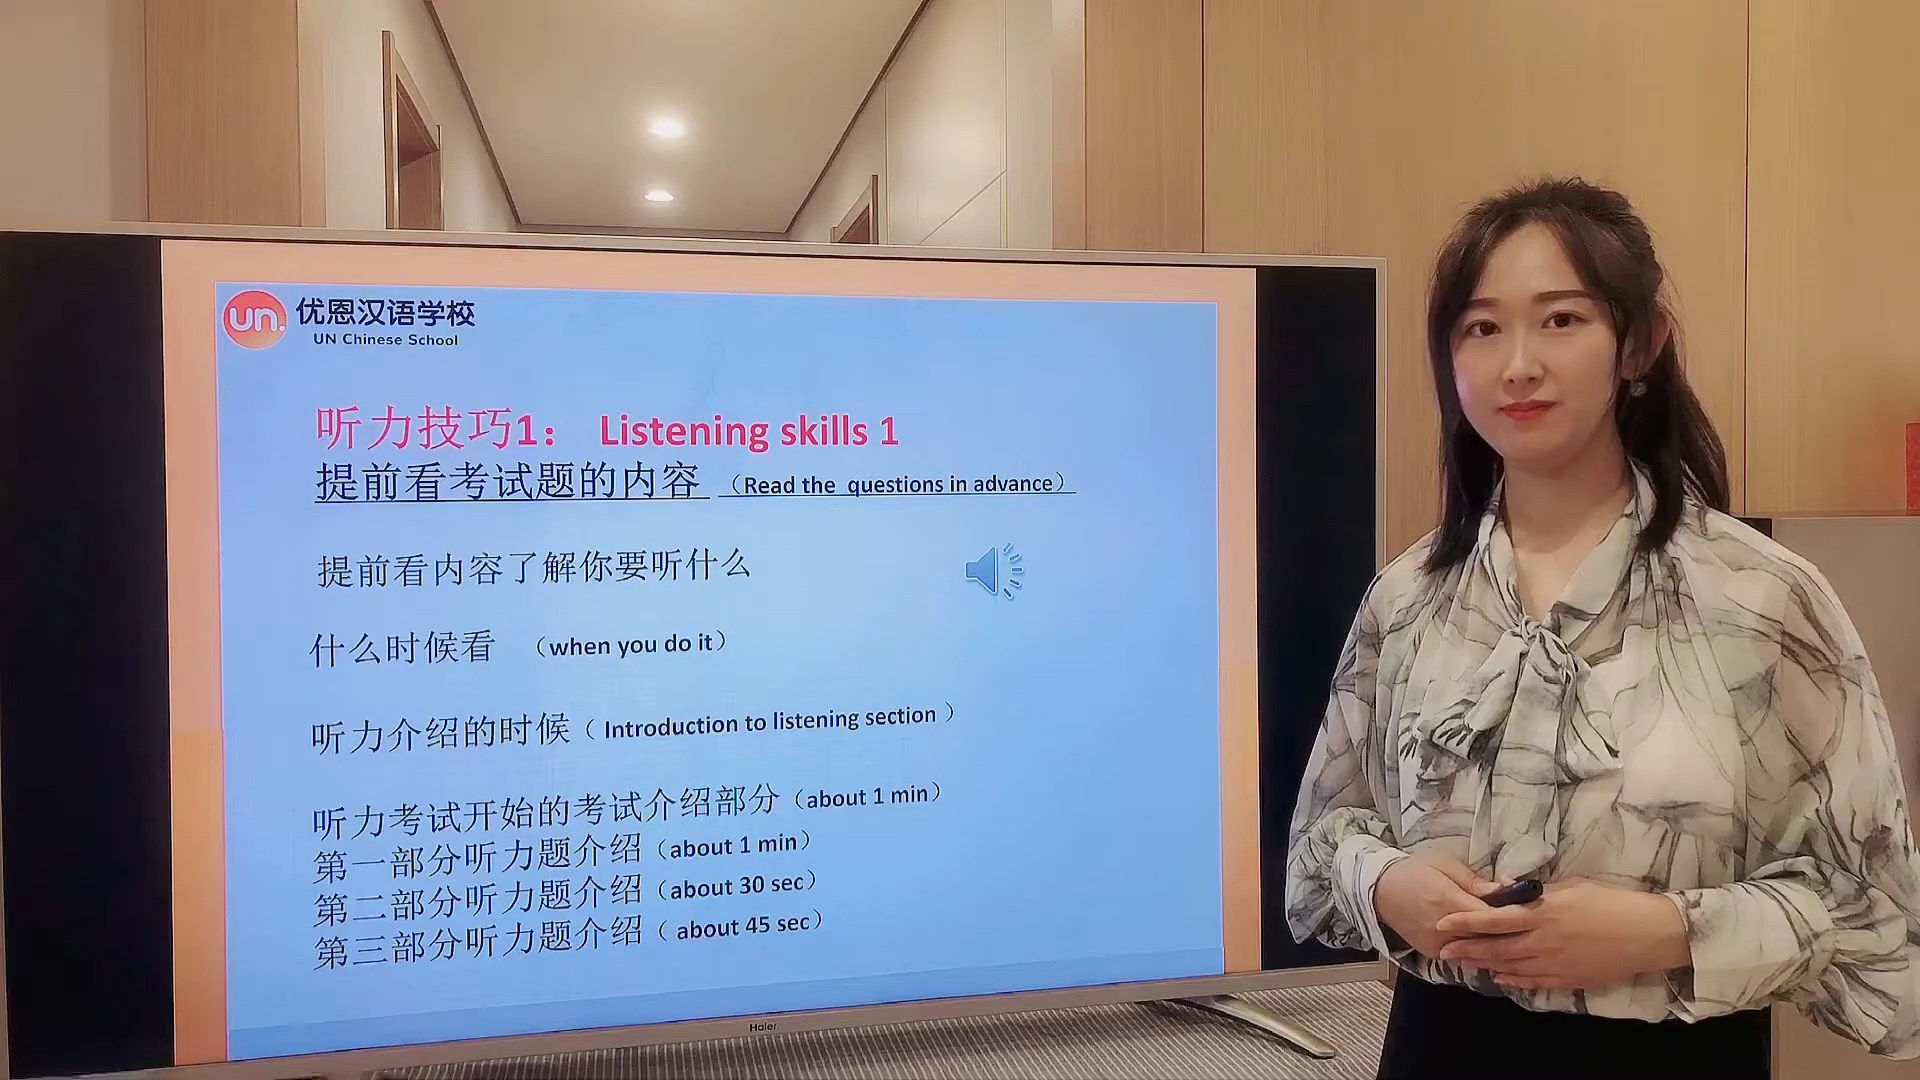 un.
优恩汉语学校
UN Chinese School
听力技巧1： Listening skills 1
提前看考试题的内容 （Read the questions in advance）
提前看内容了解你要听什么
什么时候看 （when you do it）
听力介绍的时候（ Introduction to listening section ）
听力考试开始的考试介绍部分（about 1 min）
第一部分听力题介绍（about 1 min）
第二部分听力题介绍（about 30 sec）
第三部分听力题介绍（ about 45 sec）
Haier